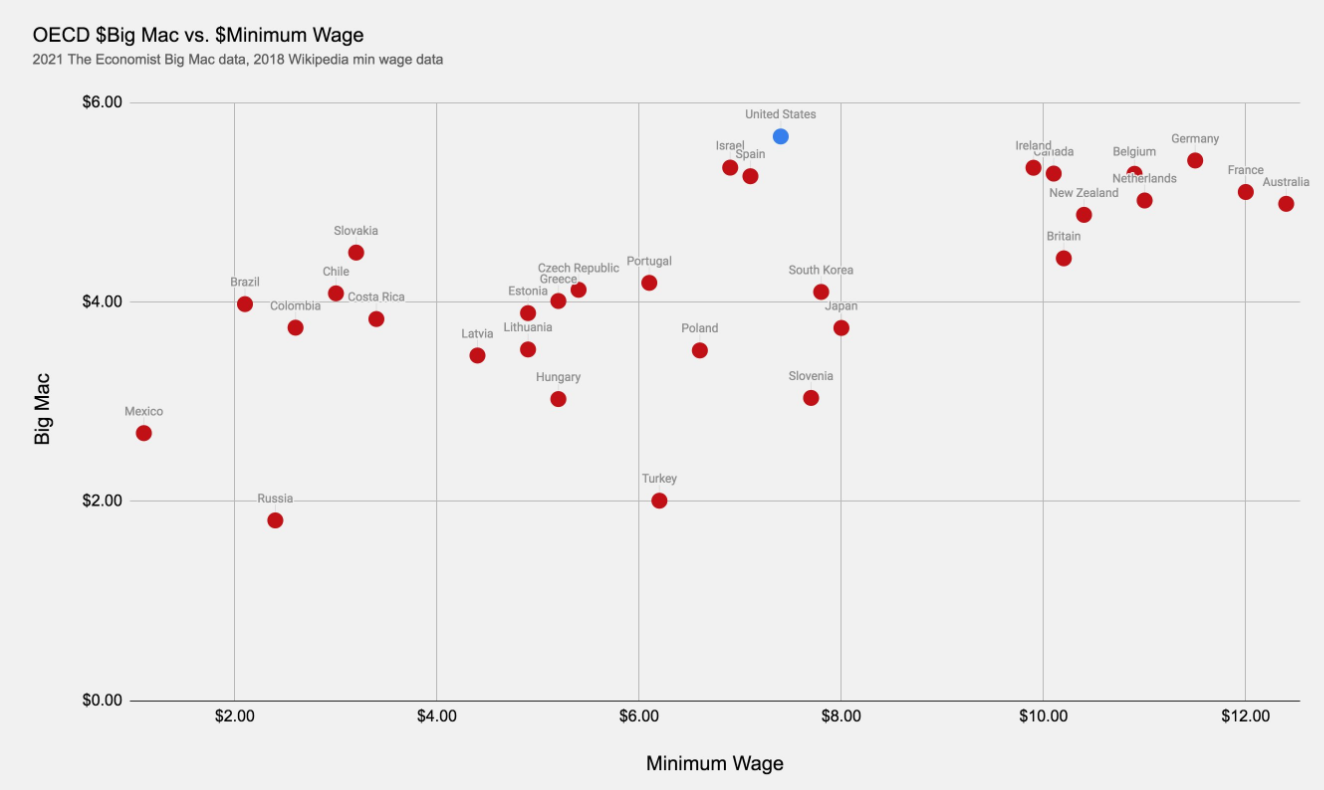 OECD $Big Mac vs. $Minimum Wage
2021 The Economist Big Mac data, 2018 Wikipedia min wage data
$6.00
United States
Germany
Israel
Spain
Ireland
Canada
Belgium
France
Netherlands
Australia
New Zealand
Slovakia
Britain
Portugal
Czech Republic
South Korea
Chile
Greece
Brazil
Estonia
Costa Rica
$4.00
Colombia
Japan
Lithuania
Poland
Latvia
Hungary
Slovenia
Big Mac
Mexico
Turkey
$2.00
Russia
$0.00
$2.00
$4.00
$6.00
$8.00
$10.00
$12.00
Minimum Wage